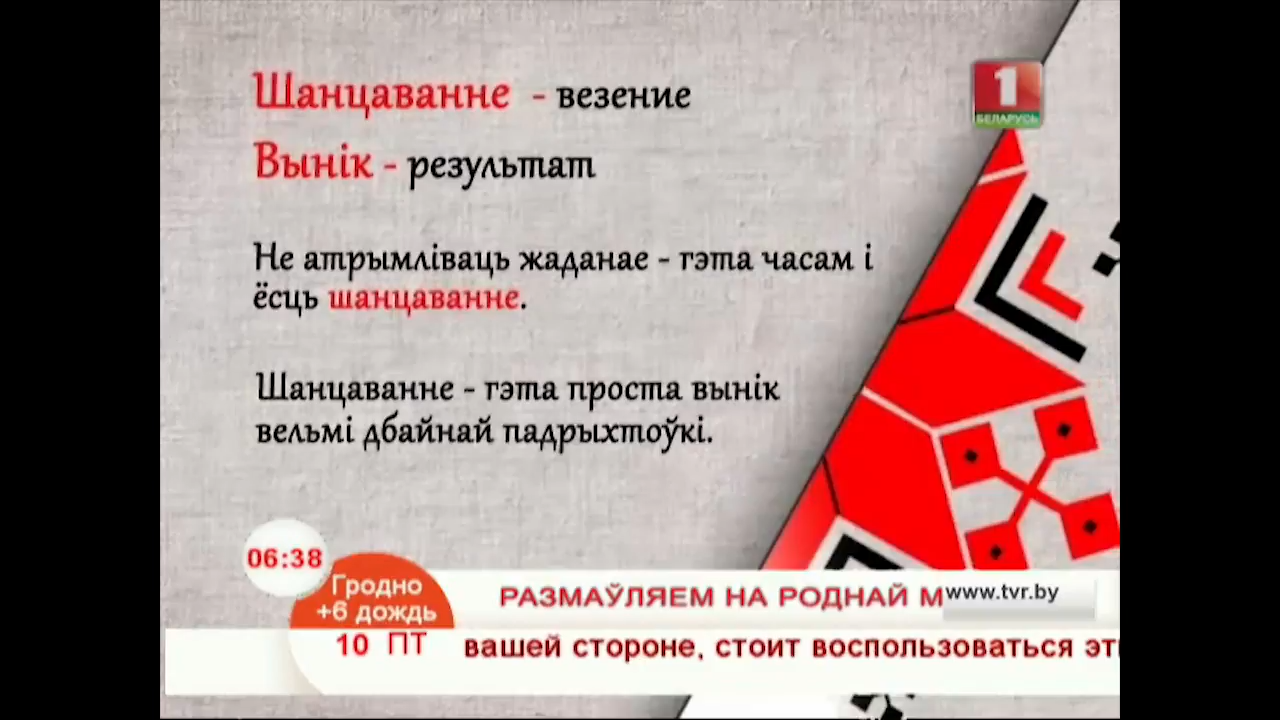 Шанцаванне - везение
1
БЕЛАРУСЬ
Вынік - результат
Не атрымліваць жаданае - гэта часам і
ёсць шанцаванне.
Шанцаванне - гэта проста вынік
вельмі дбайнай падрыхтоўкі.
06:38
Гродно
+6 дождь
РАЗМАЎЛЯЕМ НА РОДНАЙ М
www.tvr.by
10 ПТ
вашей стороне, стоит воспользоваться